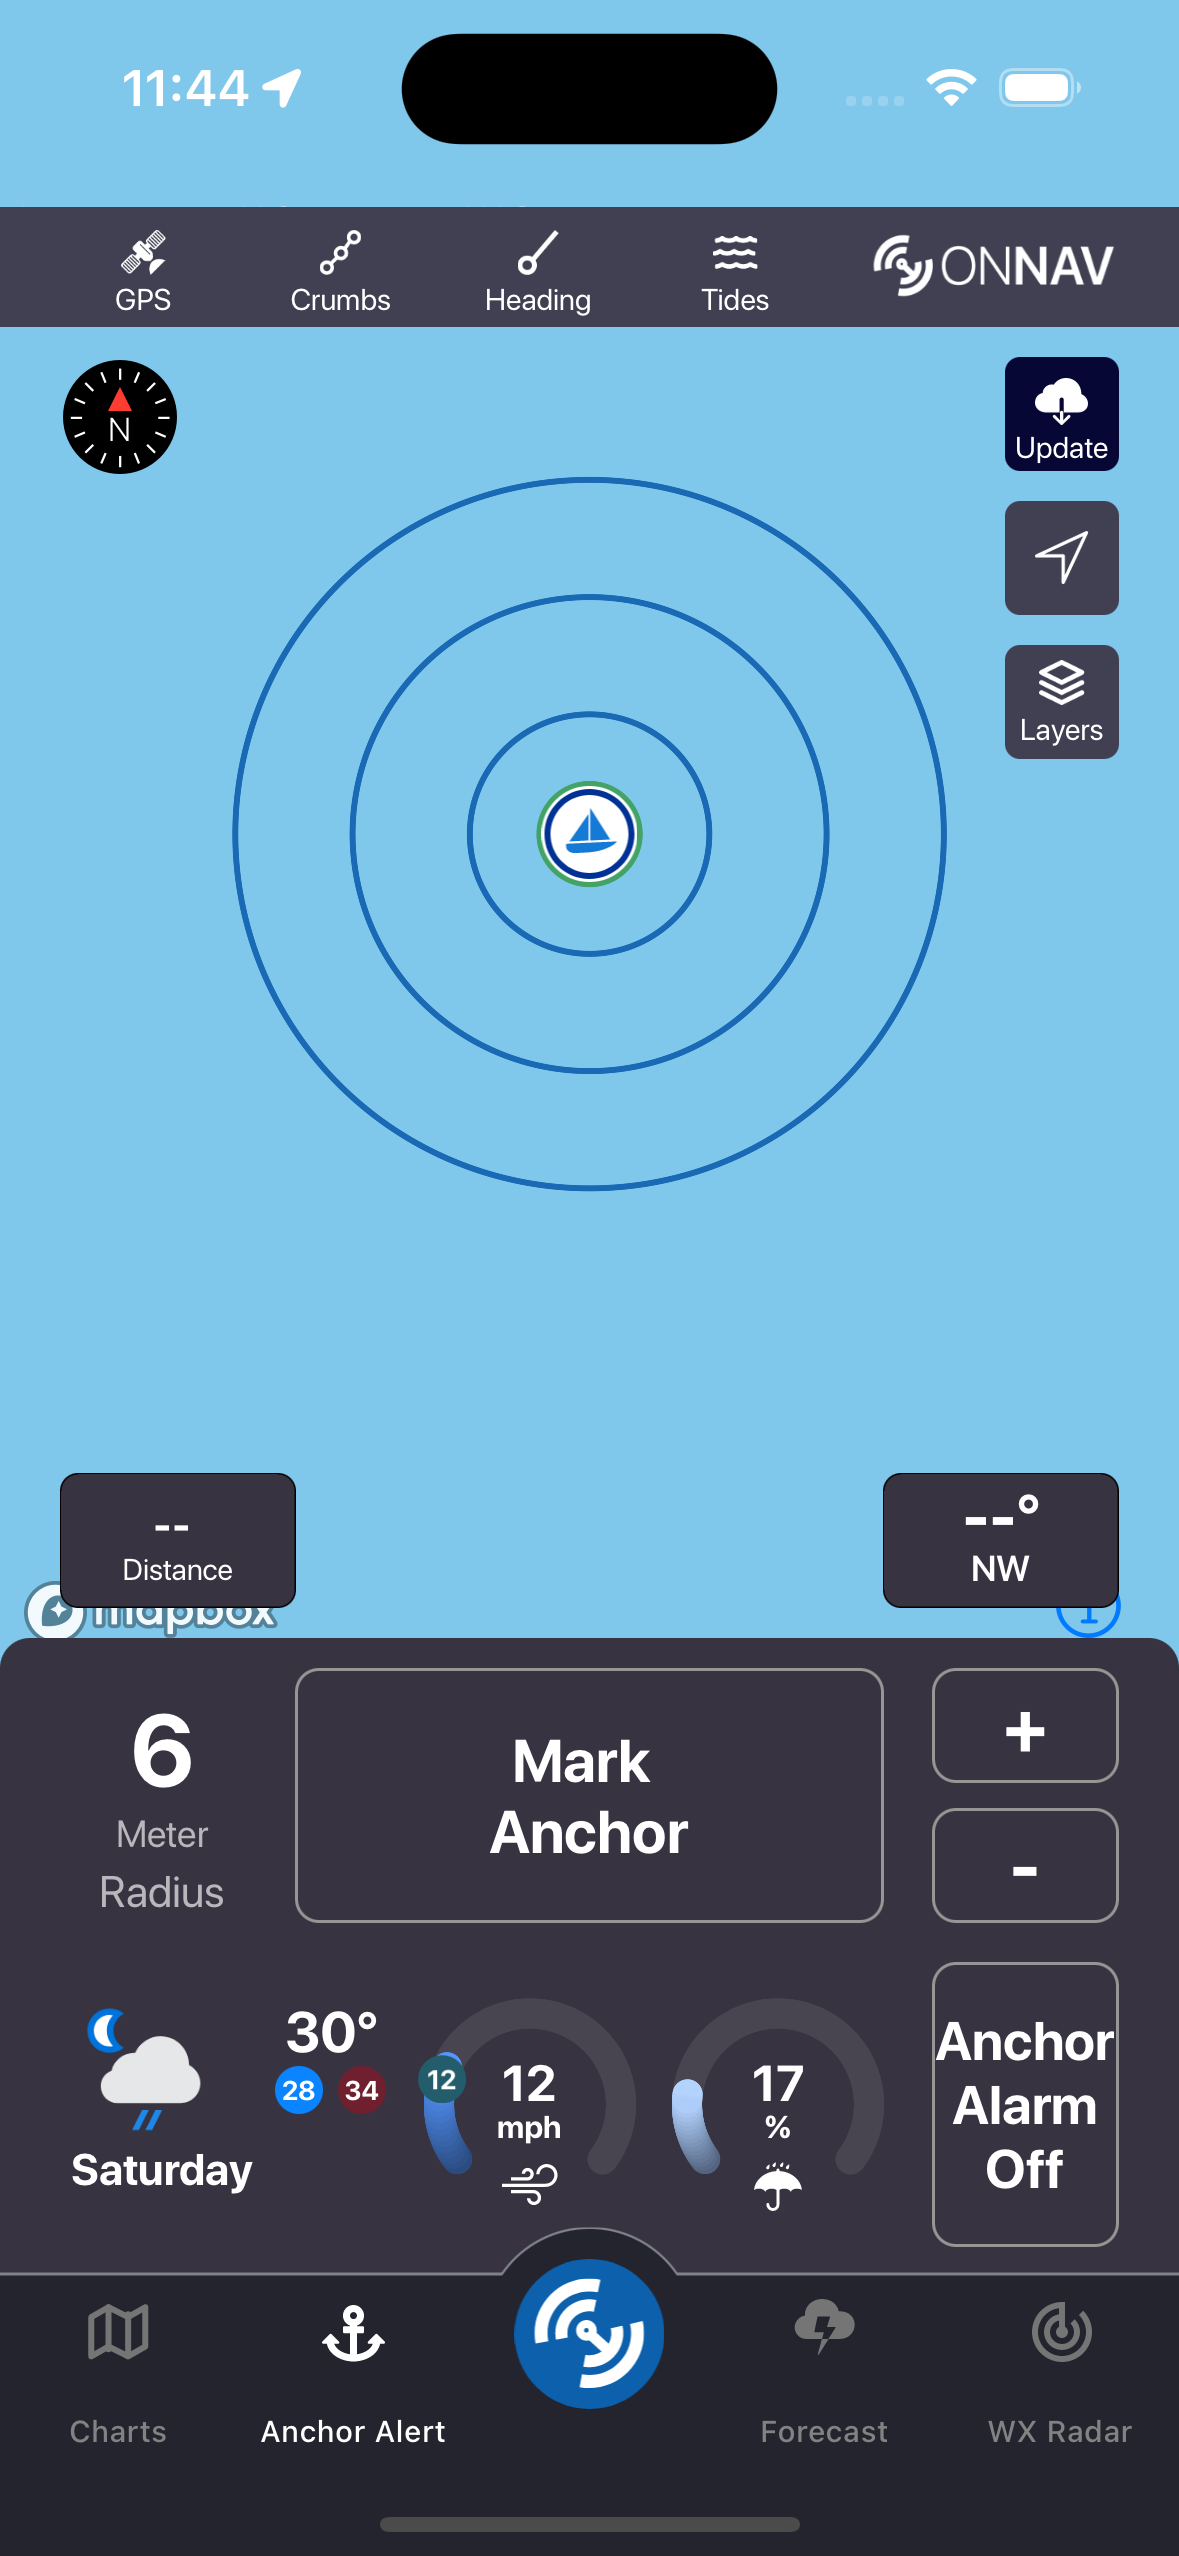 11:44
GPS
Crumbs
Heading
Tides
ONNAV
N
Update
Layers
--
Distance
--°
NW
mapbox
6
Meter
Radius
Mark
Anchor
+
-
30°
28
34
Saturday
12
12
mph
17
%
Anchor
Alarm
Off
Charts
Anchor Alert
Forecast
WX Radar